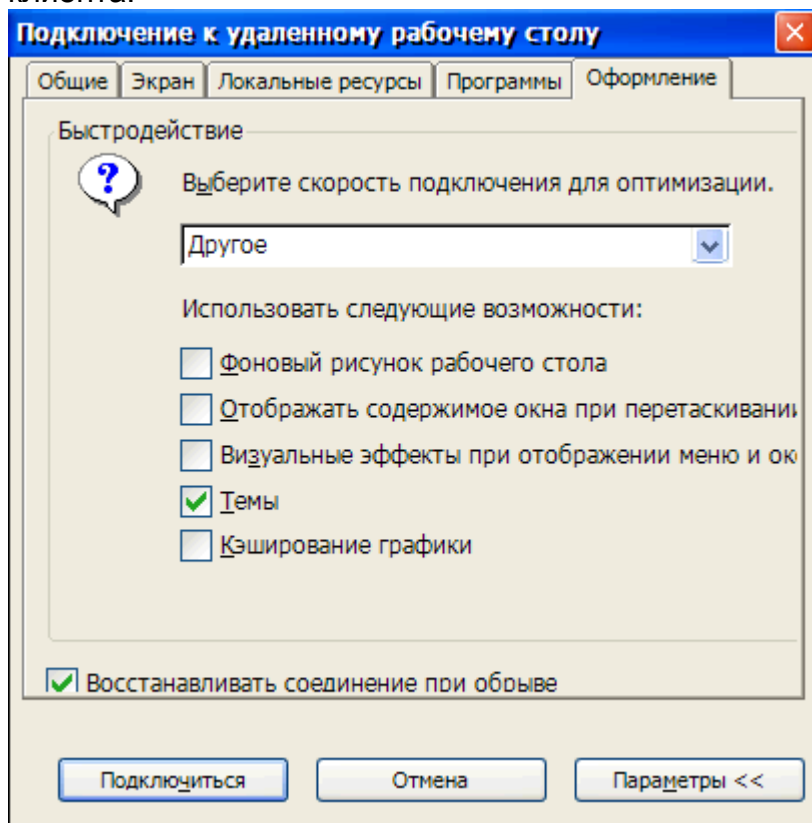 клиента.
Подключение к удаленному рабочему столу
Общие Экран Локальные ресурсы Программы Оформление
Быстродействие
Выберите скорость подключения для оптимизации.
Другое
Использовать следующие возможности:
Фоновый рисунок рабочего стола
Отображать содержимое окна при перетаскивани
Визуальные эффекты при отображении меню и ок
Темы
Кэширование графики
Восстанавливать соединение при обрыве
Подключиться Отмена Параметры <<